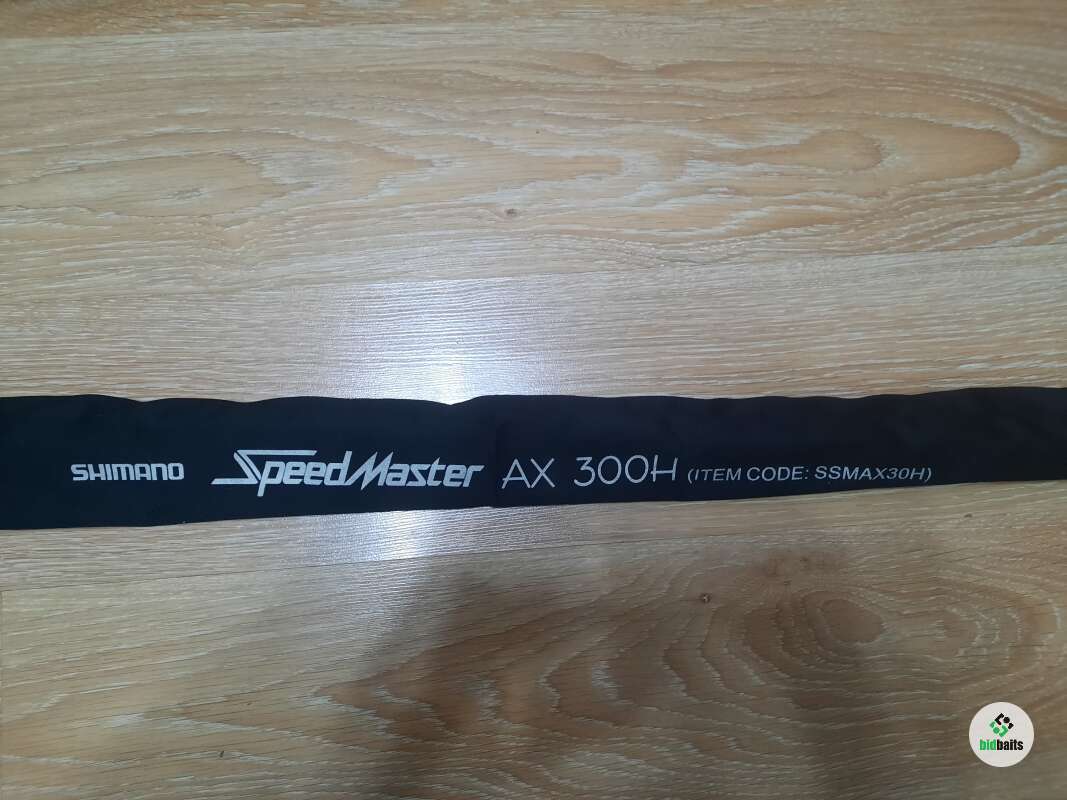 SHIMANO SpeedMaster AX 300H (ITEM CODE: SSMAX30H)
bidbaits